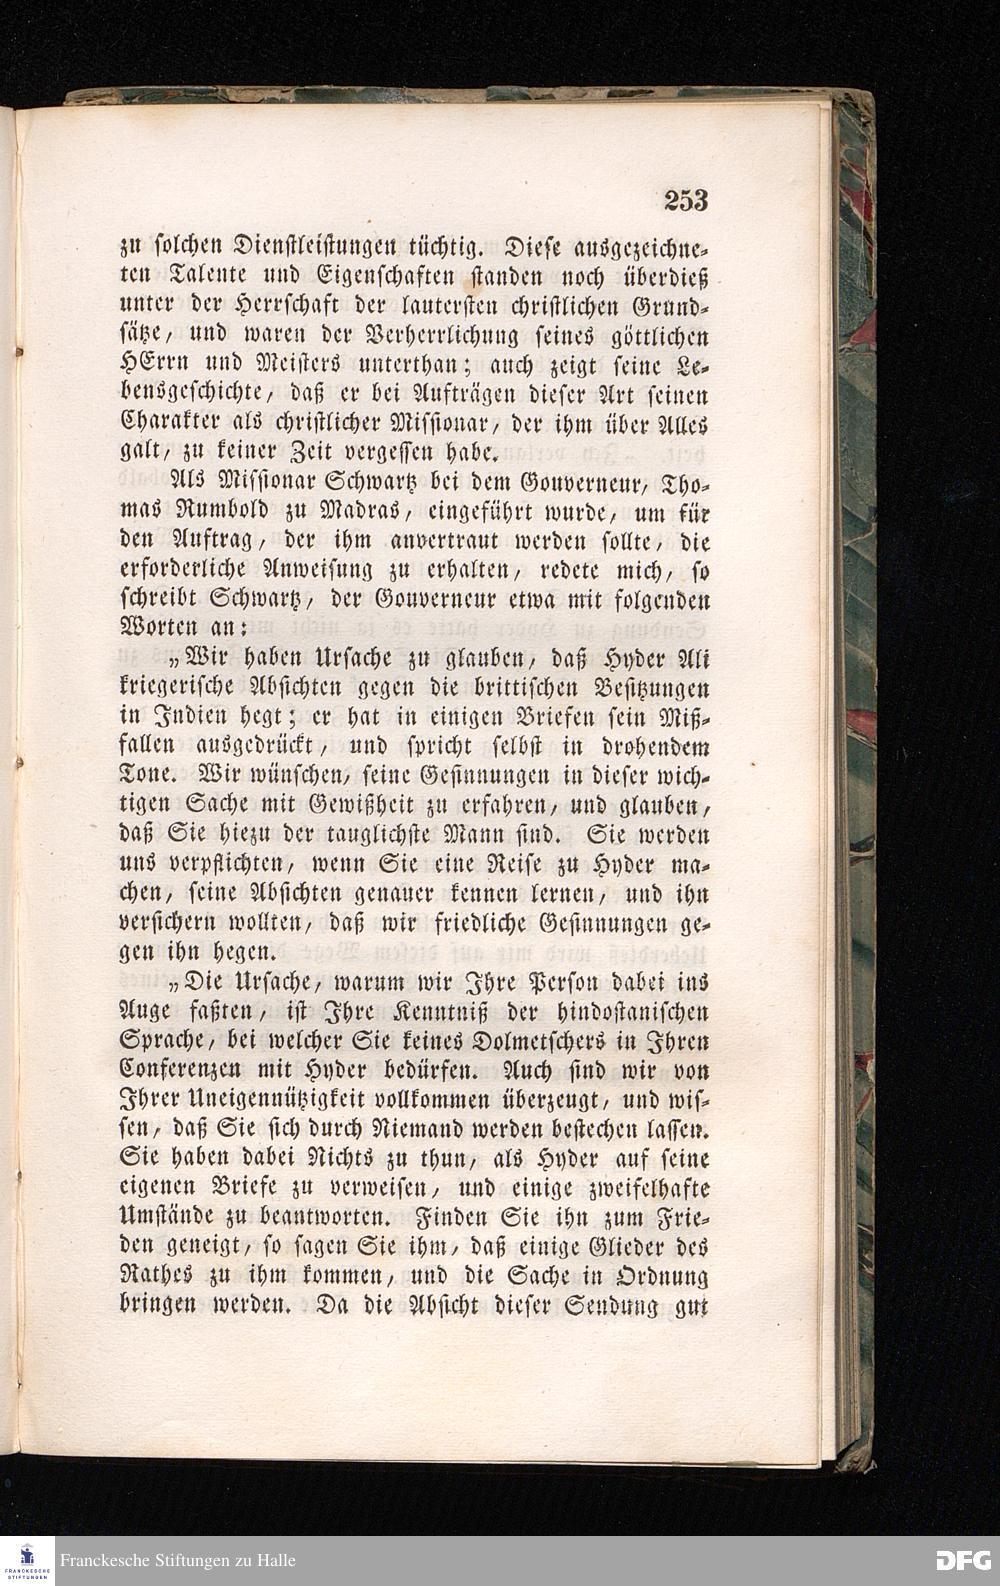 253
zu solchen Dienstleistungen tüchtig. Diese ausgezeichne-
ten Talente und Eigenschaften standen noch überdieß
unter der Herrschaft der lautersten christlichen Grund-
sätze, und waren der Verherrlichung seines göttlichen
HErrn und Meisters unterthan; auch zeigt seine Le-
bensgeschichte, daß er bei Aufträgen dieser Art seinen
Charakter als christlicher Missionar, der ihm über Alles
galt, zu keiner Zeit vergessen habe.
Als Missionar Schwartz bei dem Gouverneur, Tho-
mas Rumbold zu Madras, eingeführt wurde, um für
den Auftrag, der ihm anvertraut werden sollte, die
erforderliche Anweisung zu erhalten, redete mich, so
schreibt Schwartz, der Gouverneur etwa mit folgenden
Worten an:
„Wir haben Ursache zu glauben, daß Hyder Ali
kriegerische Absichten gegen die brittischen Besitzungen
in Indien hegt; er hat in einigen Briefen sein Miß-
fallen ausgedrückt, und spricht selbst in drohendem
Tone. Wir wünschen, seine Gesinnungen in dieser wich-
tigen Sache mit Gewißheit zu erfahren, und glauben,
daß Sie hiezu der tauglichste Mann sind. Sie werden
uns verpflichten, wenn Sie eine Reise zu Hyder ma-
chen, seine Absichten genauer kennen lernen, und ihn
versichern wollten, daß wir friedliche Gesinnungen ge-
gen ihn hegen.
„Die Ursache, warum wir Ihre Person dabei ins
Auge faßten, ist Ihre Kenntniß der hindostanischen
Sprache, bei welcher Sie keines Dolmetschers in Ihren
Conferenzen mit Hyder bedürfen. Auch sind wir von
Ihrer Uneigennützigkeit vollkommen überzeugt, und wis-
sen, daß Sie sich durch Niemand werden bestechen lassen.
Sie haben dabei Nichts zu thun, als Hyder auf seine
eigenen Briefe zu verweisen, und einige zweifelhafte
Umstände zu beantworten. Finden Sie ihn zum Frie-
den geneigt, so sagen Sie ihm, daß einige Glieder des
Rathes zu ihm kommen, und die Sache in Ordnung
bringen werden. Da die Absicht dieser Sendung gut
FRANCKESCHE
STIFTUNGEN
Franckesche Stiftungen zu Halle
DFG